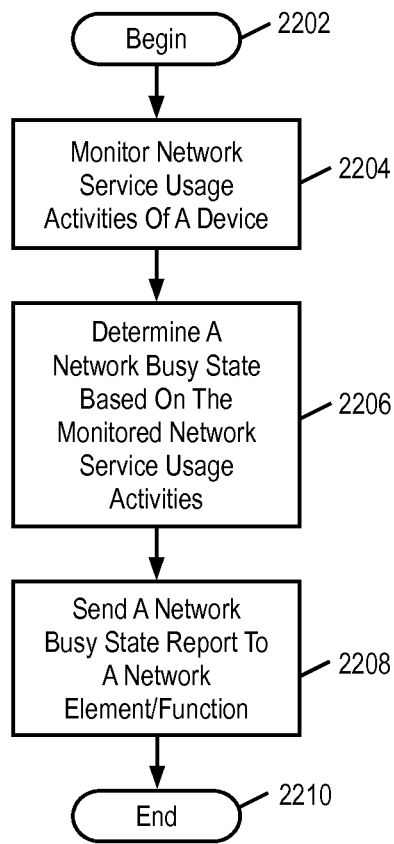 Begin
2202
Monitor Network
Service Usage
Activities Of A Device
2204
Determine A
Network Busy State
Based On The
Monitored Network
Service Usage
Activities
2206
Send A Network
Busy State Report To
A Network
Element/Function
2208
End
2210